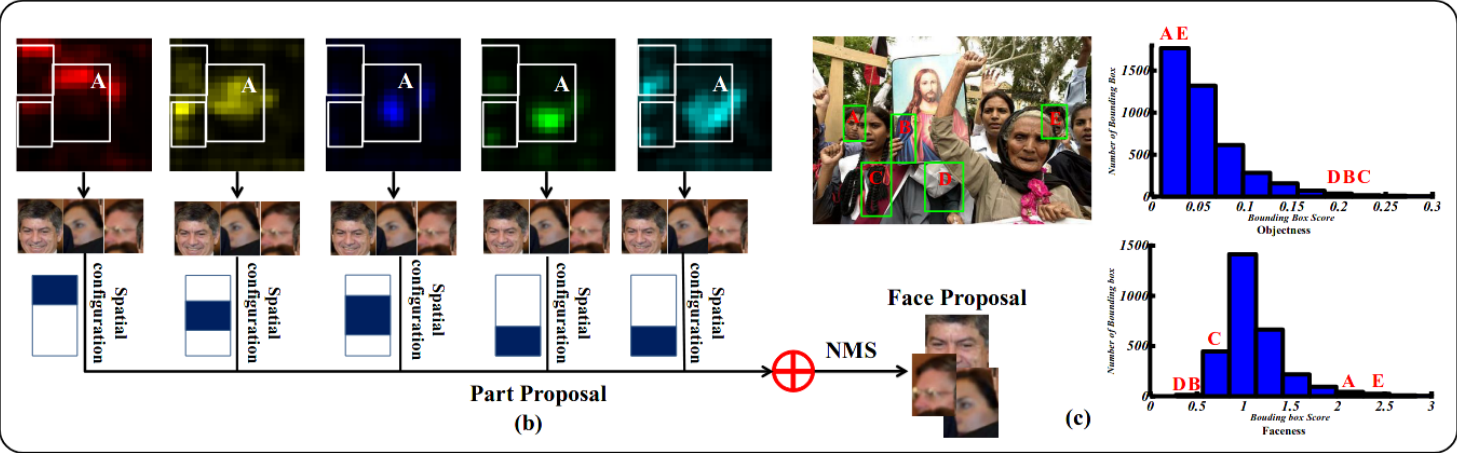 A
A
A
A
A
Spatial
configuration
Spatial
configuration
Spatial
configuration
Spatial
configuration
Spatial
configuration
Part Proposal
(b)
NMS
Face Proposal
A
B
C
D
E
(c)
A E
D B C
Number of Bounding Box
1500
1000
500
0
0
0.05
0.1
0.15
0.2
0.25
0.3
Bounding Box Score
Objectness
D B
C
A
E
Number of Bounding box
1500
1000
500
0
0
0.5
1
1.5
2
2.5
3
Bouding box Score
Faceness